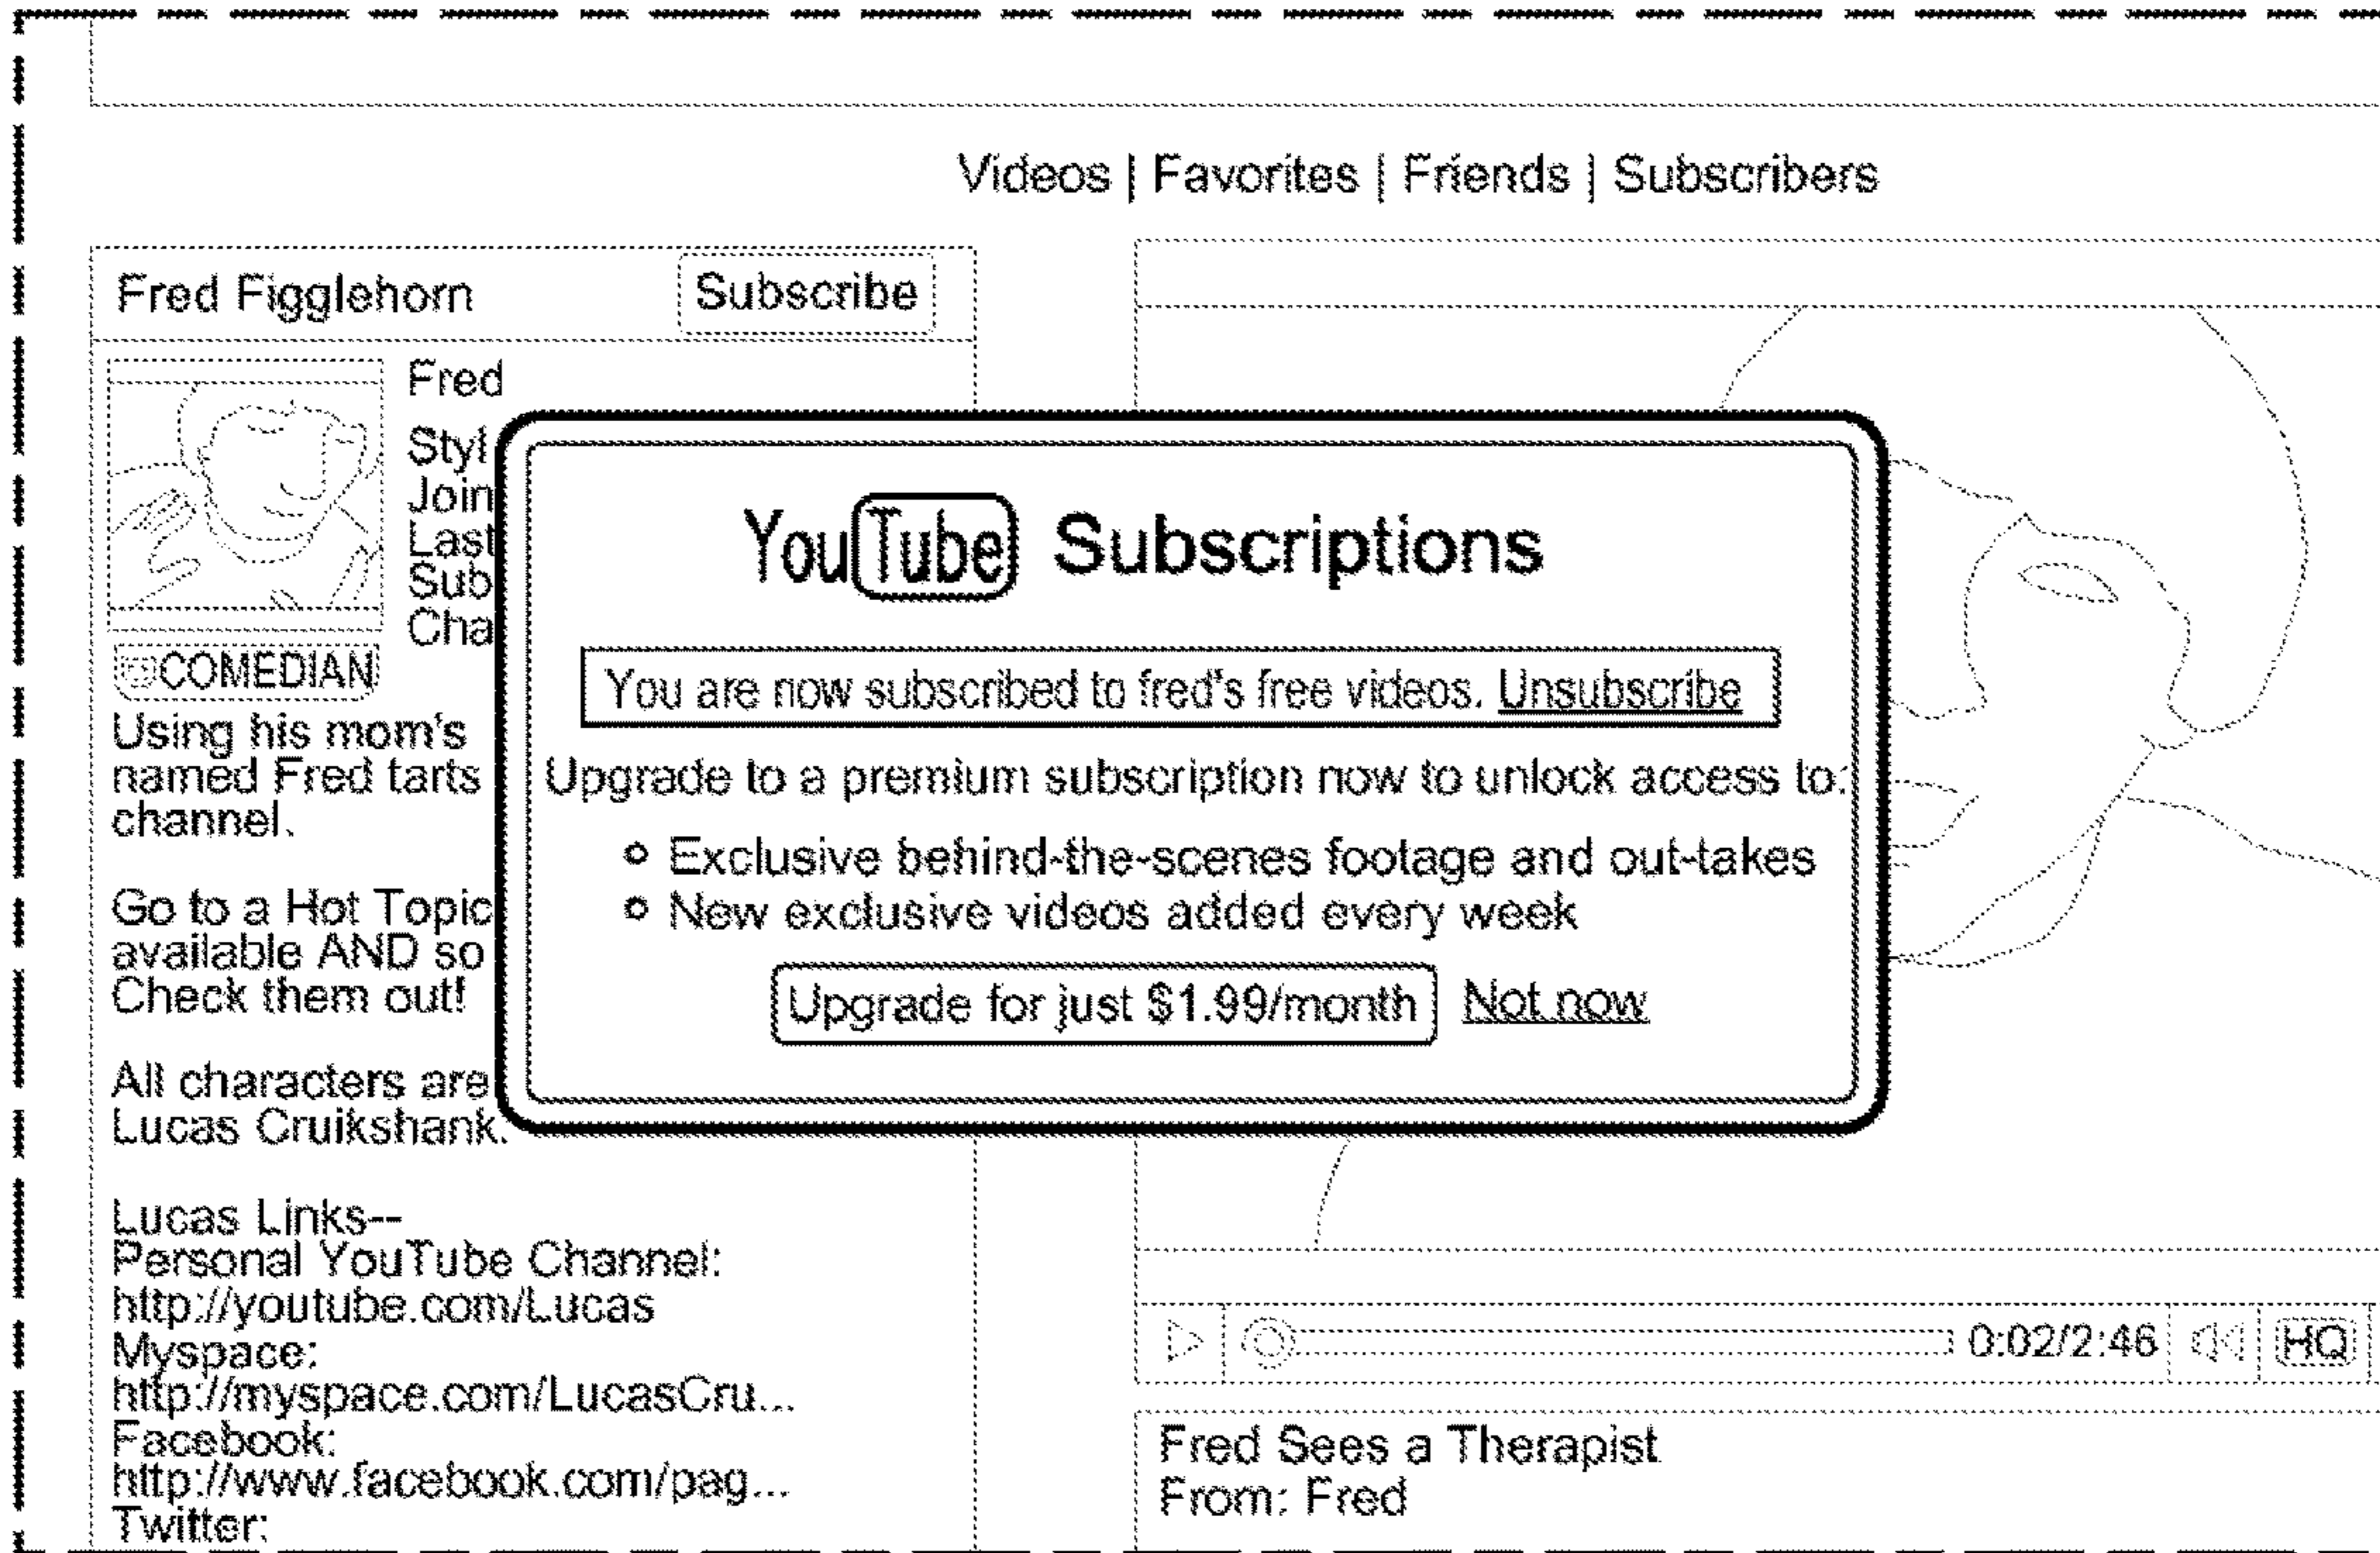 Videos | Favorites | Friends | Subscribers
Fred Figglehorn
Subscribe
Fred
Styl
Join
Last
Sub
Cha
COMEDIAN
Using his mom's
named Fred tarts
channel.
Go to a Hot Topic
available AND so
Check them out!
All characters are
Lucas Cruikshank.
Lucas Links--
Personal YouTube Channel:
http://youtube.com/Lucas
Myspace:
http://myspace.com/LucasCru...
Facebook:
http://www.facebook.com/pag...
Twitter:
YouTube Subscriptions
You are now subscribed to fred's free videos. Unsubscribe
Upgrade to a premium subscription now to unlock access to:
Exclusive behind-the-scenes footage and out-takes
New exclusive videos added every week
Upgrade for just $1.99/month Not now
0:02/2:46 HQ
Fred Sees a Therapist
From: Fred